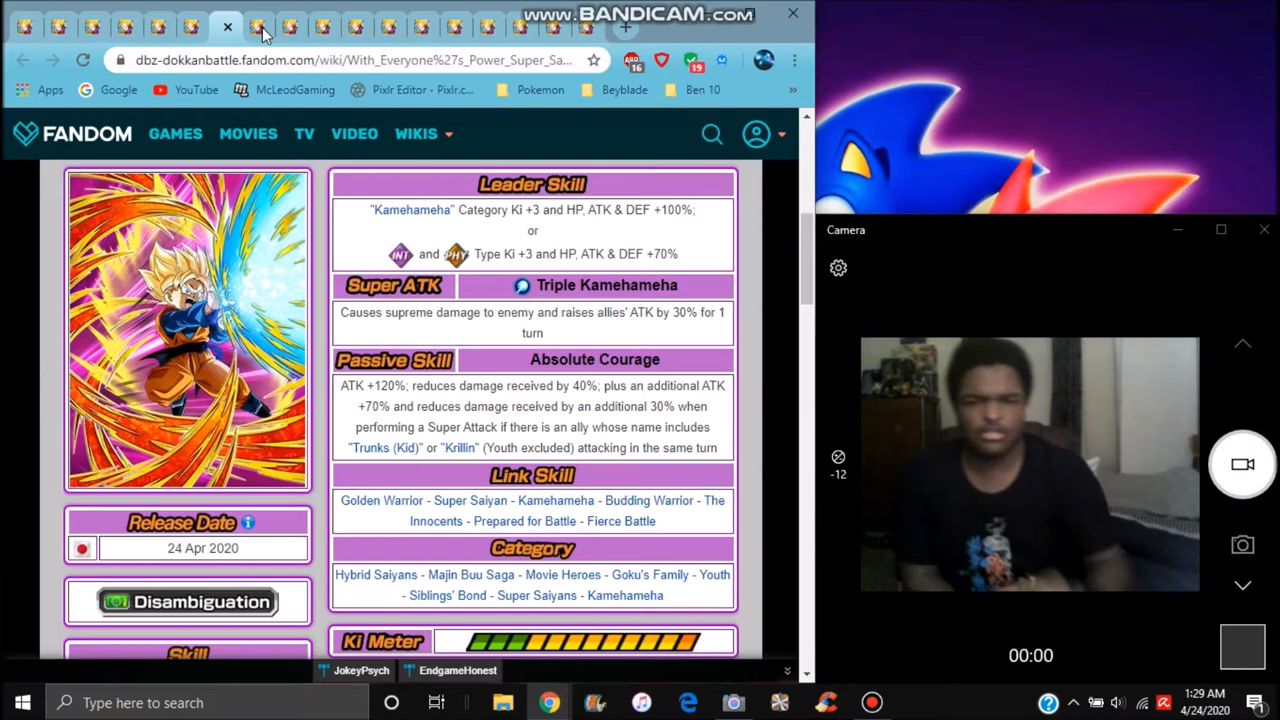 www.BANDICAM.com
dbz-dokkanbattle.fandom.com/wiki/With_Everyone%27s_Power_Super_Sa...
ABP
16
19
Apps
Google
YouTube
McLeodGaming
Pixlr Editor - Pixlr.c...
Pokemon
Beyblade
Ben 10
»
FANDOM
GAMES
MOVIES
TV
VIDEO
WIKIS
Leader Skill
"Kamehameha" Category Ki +3 and HP, ATK & DEF +100%;
or
INT and PHY Type Ki +3 and HP, ATK & DEF +70%
Super ATK
Triple Kamehameha
Causes supreme damage to enemy and raises allies' ATK by 30% for 1
turn
Passive Skill
Absolute Courage
ATK +120%; reduces damage received by 40%; plus an additional ATK
+70% and reduces damage received by an additional 30% when
performing a Super Attack if there is an ally whose name includes
"Trunks (Kid)" or "Krillin" (Youth excluded) attacking in the same turn
Link Skill
Golden Warrior - Super Saiyan - Kamehameha - Budding Warrior - The
Innocents - Prepared for Battle - Fierce Battle
Category
Hybrid Saiyans - Majin Buu Saga - Movie Heroes - Goku's Family - Youth
- Siblings' Bond - Super Saiyans - Kamehameha
Ki Meter
Release Date
24 Apr 2020
Disambiguation
Skill
JokeyPsych
EndgameHonest
Camera
-12
00:00
Type here to search
1:29 AM
4/24/2020
1